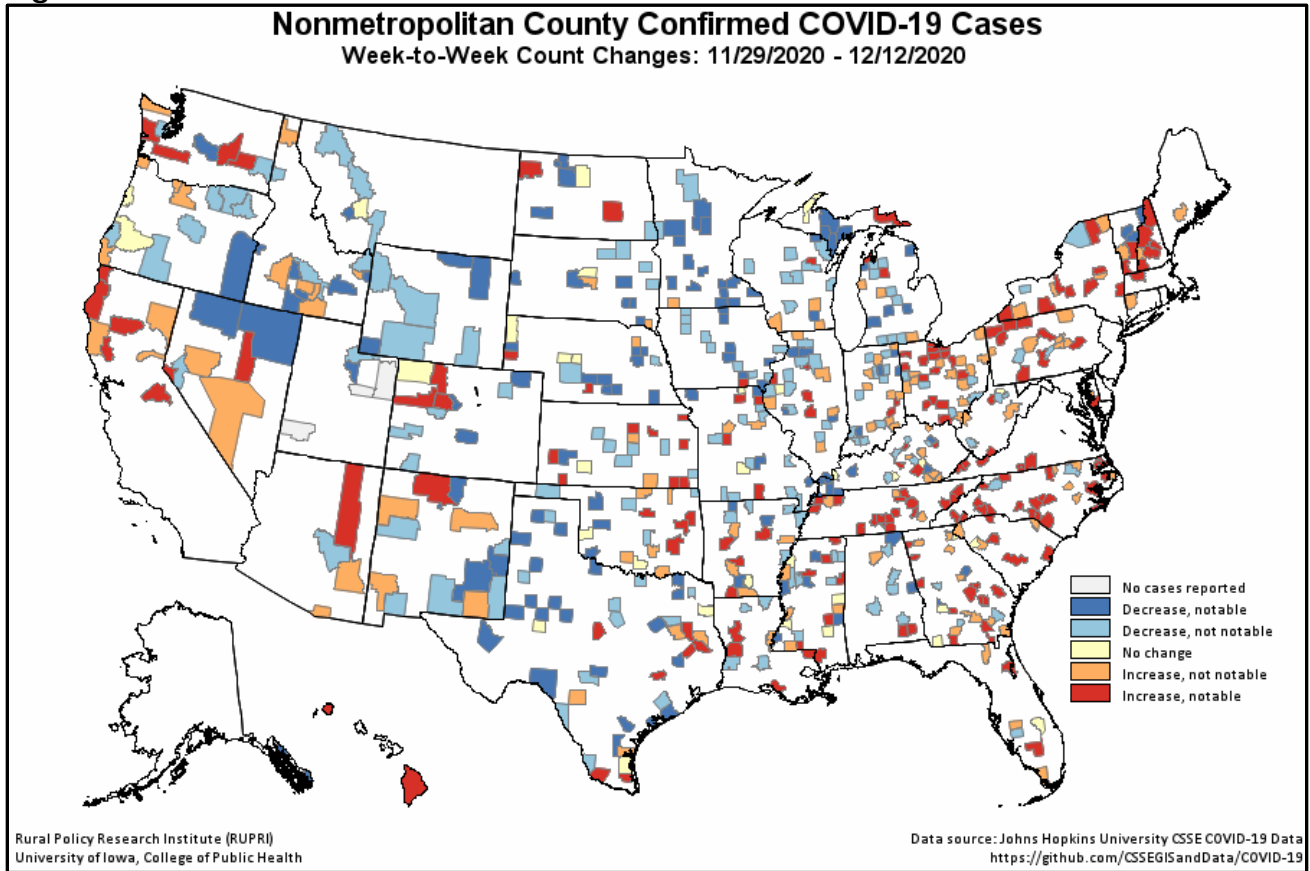 Nonmetropolitan County Confirmed COVID-19 Cases
Week-to-Week Count Changes: 11/29/2020 - 12/12/2020
No cases reported
Decrease, notable
Decrease, not notable
No change
Increase, not notable
Increase, notable
Rural Policy Research Institute (RUPRI)
University of Iowa, College of Public Health
Data source: Johns Hopkins University CSSE COVID-19 Data
https://github.com/CSSEGISandData/COVID-19